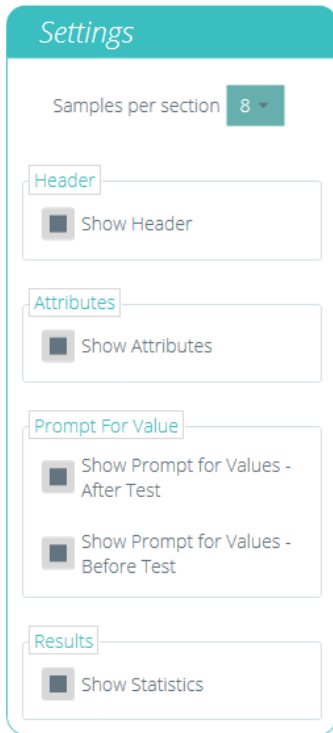 Settings
Samples per section 8
Header
Show Header
Attributes
Show Attributes
Prompt For Value
Show Prompt for Values -
After Test
Show Prompt for Values -
Before Test
Results
Show Statistics